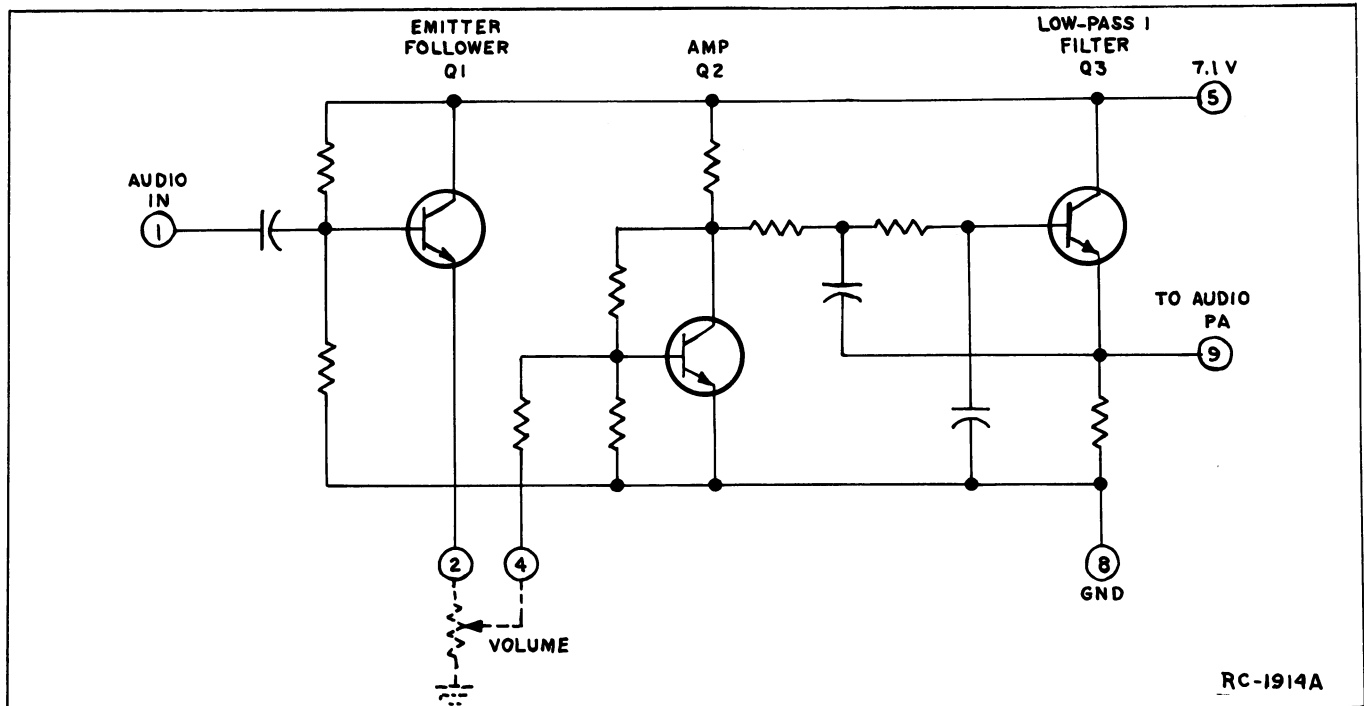 EMITTER
FOLLOWER
Q1
AMP
Q2
LOW-PASS 1
FILTER
Q3
7.1 V
5
AUDIO
IN
1
TO AUDIO
PA
9
2
4
8
GND
VOLUME
RC-1914A